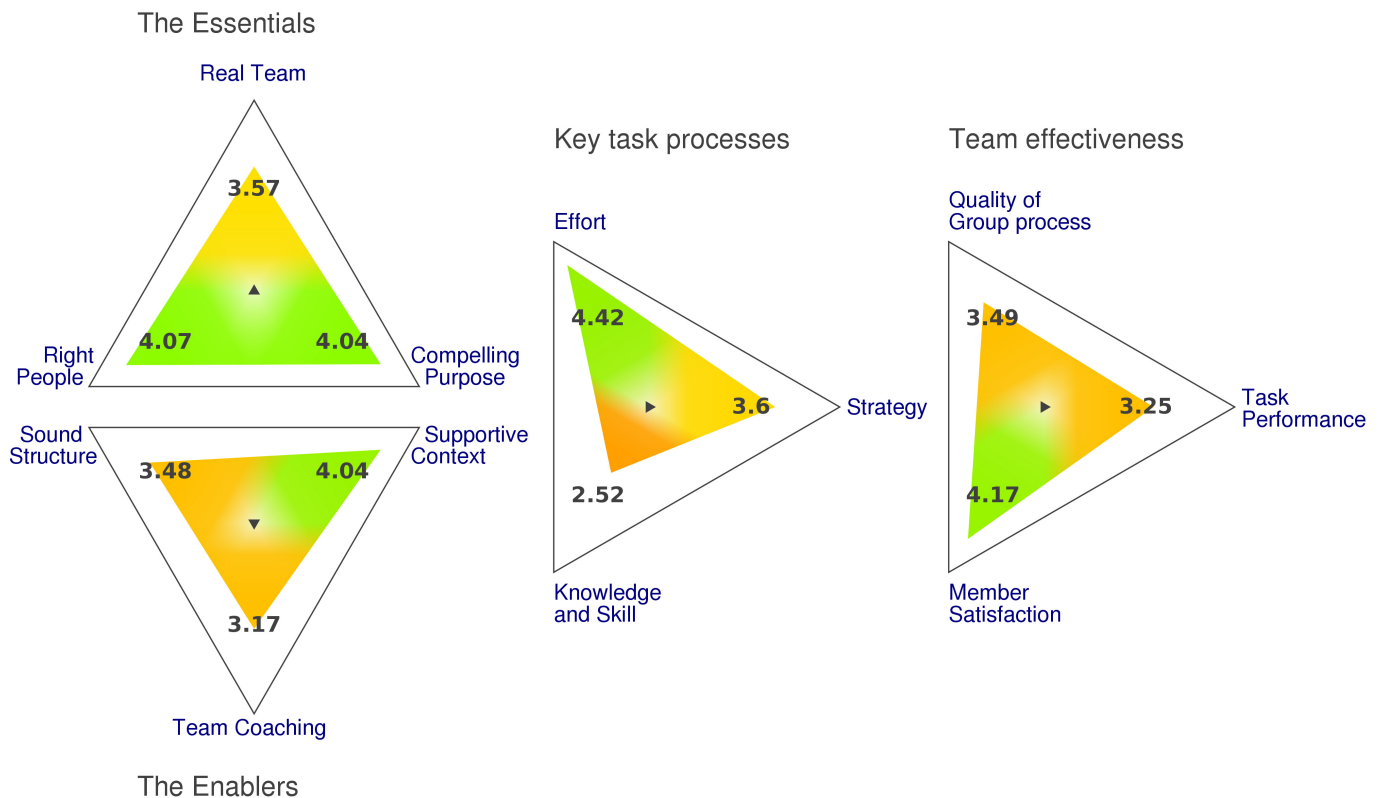 The Essentials
Real Team
3.57
4.07
4.04
Right
People
Compelling
Purpose
Sound
Structure
Supportive
Context
3.48
4.04
3.17
Team Coaching
The Enablers
Key task processes
Effort
4.42
3.6
Strategy
2.52
Knowledge
and Skill
Team effectiveness
Quality of
Group process
3.49
3.25
Task
Performance
4.17
Member
Satisfaction